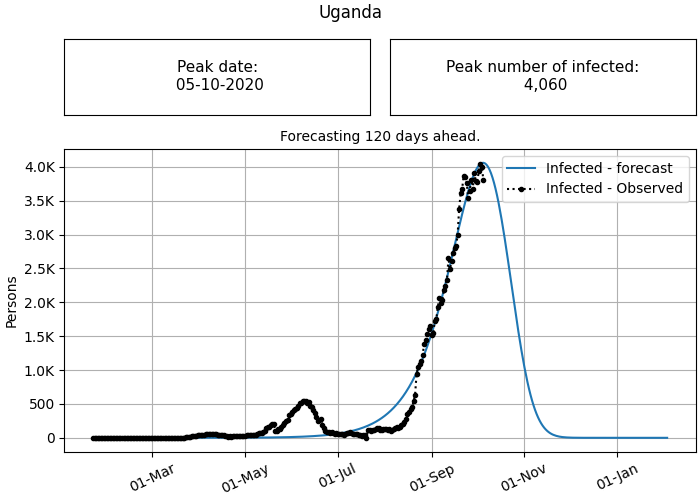 Uganda
Peak date:
05-10-2020
Peak number of infected:
4,060
Forecasting 120 days ahead.
Infected - forecast
Infected - Observed
4.0K
3.5K
3.0K
2.5K
2.0K
1.5K
1.0K
500
0
Persons
01-Mar
01-May
01-Jul
01-Sep
01-Nov
01-Jan